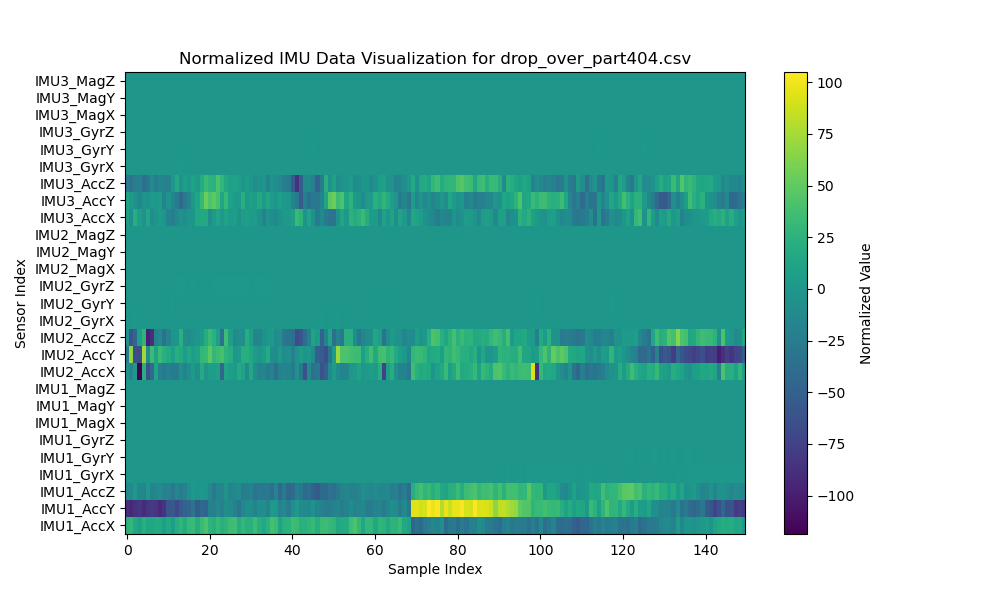 Normalized IMU Data Visualization for drop_over_part404.csv
Sensor Index
IMU3_MagZ
IMU3_MagY
IMU3_MagX
IMU3_GyrZ
IMU3_GyrY
IMU3_GyrX
IMU3_AccZ
IMU3_AccY
IMU3_AccX
IMU2_MagZ
IMU2_MagY
IMU2_MagX
IMU2_GyrZ
IMU2_GyrY
IMU2_GyrX
IMU2_AccZ
IMU2_AccY
IMU2_AccX
IMU1_MagZ
IMU1_MagY
IMU1_MagX
IMU1_GyrZ
IMU1_GyrY
IMU1_GyrX
IMU1_AccZ
IMU1_AccY
IMU1_AccX
0 20 40 60 80 100 120 140
Sample Index
100
75
50
25
0
−25
−50
−75
−100
Normalized Value